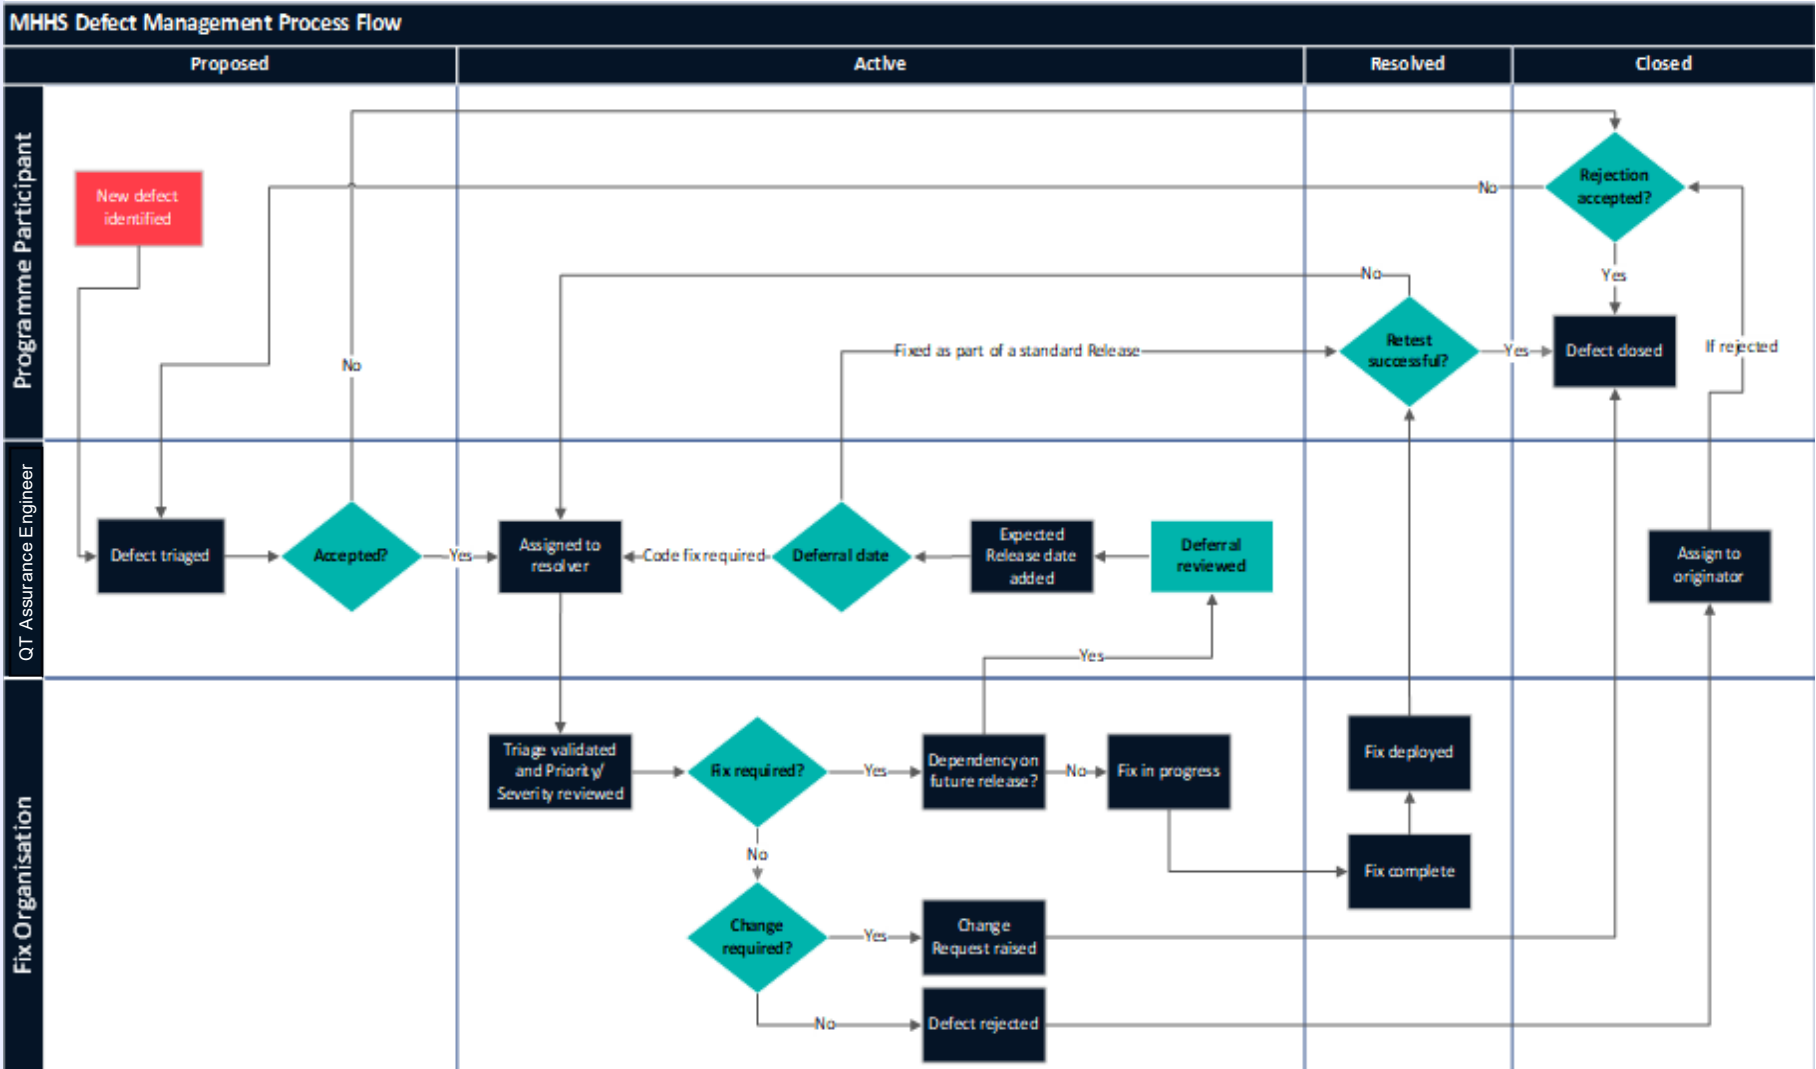 MHHS Defect Management Process Flow
Proposed
Active
Resolved
Closed
Programme Participant
New defect
identified
No
Rejection
accepted?
Yes
No
Retest
successful?
Yes
Defect closed
If rejected
Fixed as part of a standard Release
No
QT Assurance Engineer
Defect triaged
Accepted?
Yes
Assigned to
resolver
Code fix required
Deferral date
Expected
Release date
added
Deferral
reviewed
Assign to
originator
Yes
Fix Organisation
Triage validated
and Priority/
Severity reviewed
Fix required?
Yes
Dependency on
future release?
No
Fix in progress
Fix deployed
No
Fix complete
Change
required?
Yes
Change
Request raised
No
Defect rejected